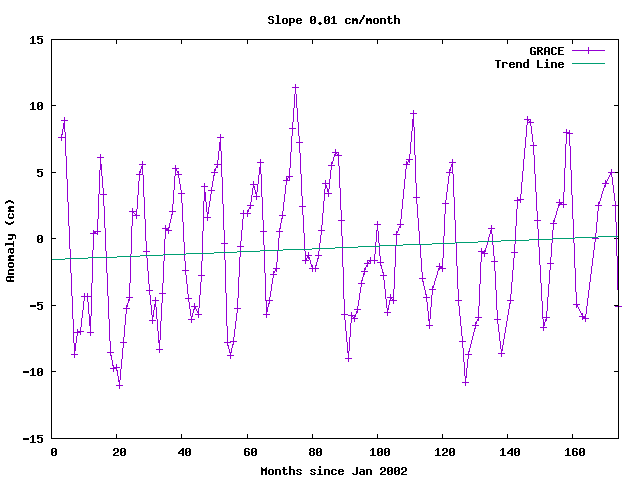 Slope 0.01 cm/month
GRACE
Trend Line
Anomaly (cm)
15
10
5
0
-5
-10
-15
0 20 40 60 80 100 120 140 160
Months since Jan 2002